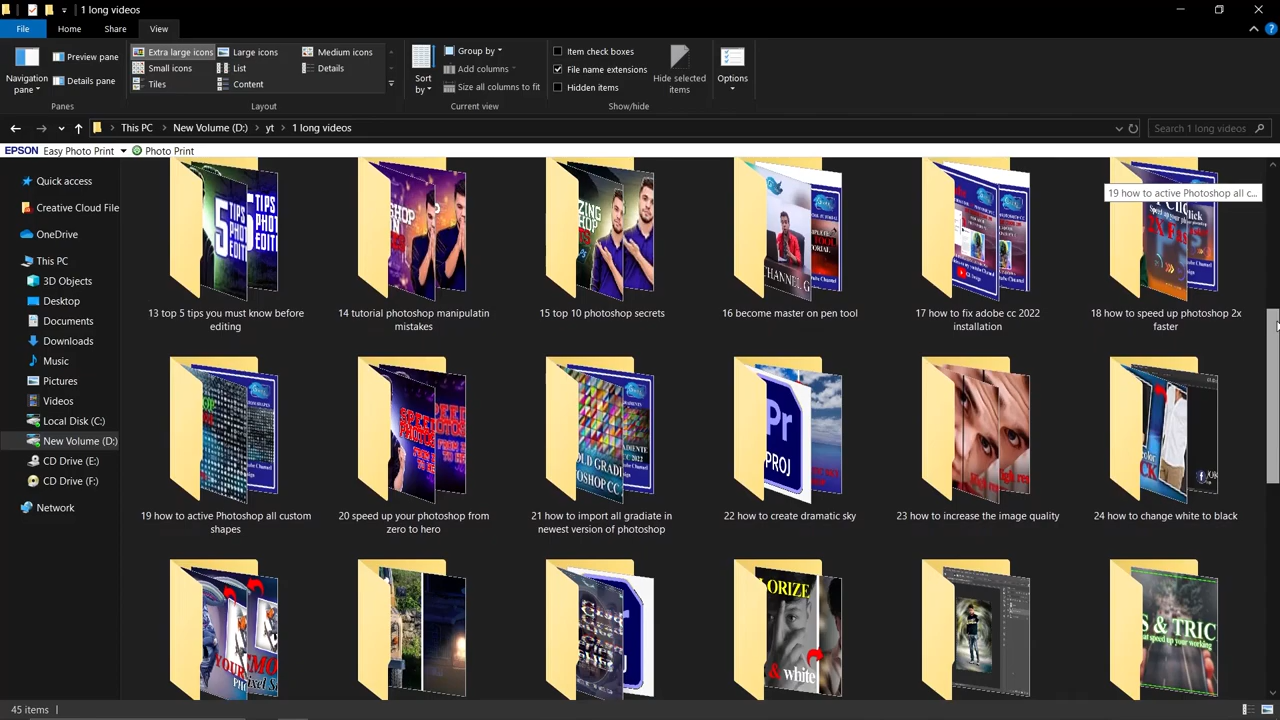 1 long videos
File Home Share View
Navigation pane Preview pane Details pane
Panes
Extra large icons Large icons Medium icons
Small icons List Details
Tiles Content
Layout
Sort by Group by Add columns Size all columns to fit
Current view
Item check boxes
File name extensions
Hidden items
Hide selected items
Show/hide
Options
This PC New Volume (D:) yt 1 long videos
Search 1 long videos
EPSON Easy Photo Print Photo Print
Quick access
Creative Cloud File
OneDrive
This PC
3D Objects
Desktop
Documents
Downloads
Music
Pictures
Videos
Local Disk (C:)
New Volume (D:)
CD Drive (E:)
CD Drive (F:)
Network
19 how to active Photoshop all c...
13 top 5 tips you must know before
editing
14 tutorial photoshop manipulatin
mistakes
15 top 10 photoshop secrets
16 become master on pen tool
17 how to fix adobe cc 2022
installation
18 how to speed up photoshop 2x
faster
19 how to active Photoshop all custom
shapes
20 speed up your photoshop from
zero to hero
21 how to import all gradiate in
newest version of photoshop
22 how to create dramatic sky
23 how to increase the image quality
24 how to change white to black
Pr
PROJ
& white
45 items